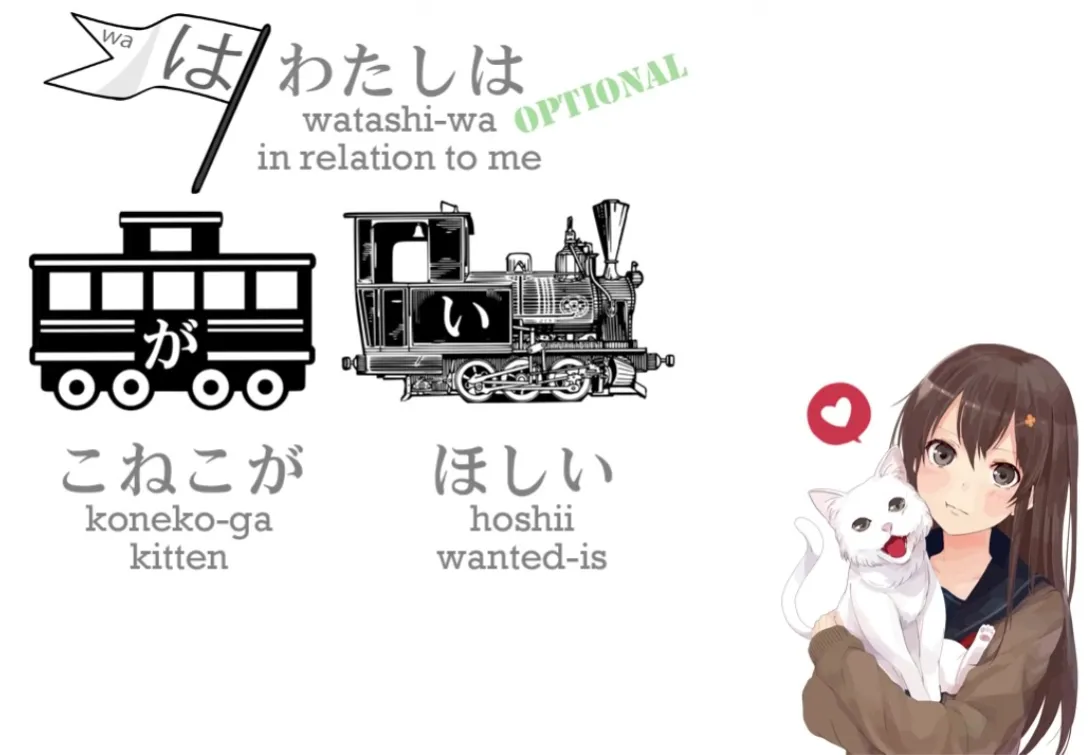 wa
は
わたしは
OPTIONAL
watashi-wa
in relation to me
が
い
こねこが
koneko-ga
kitten
ほしい
hoshii
wanted-is